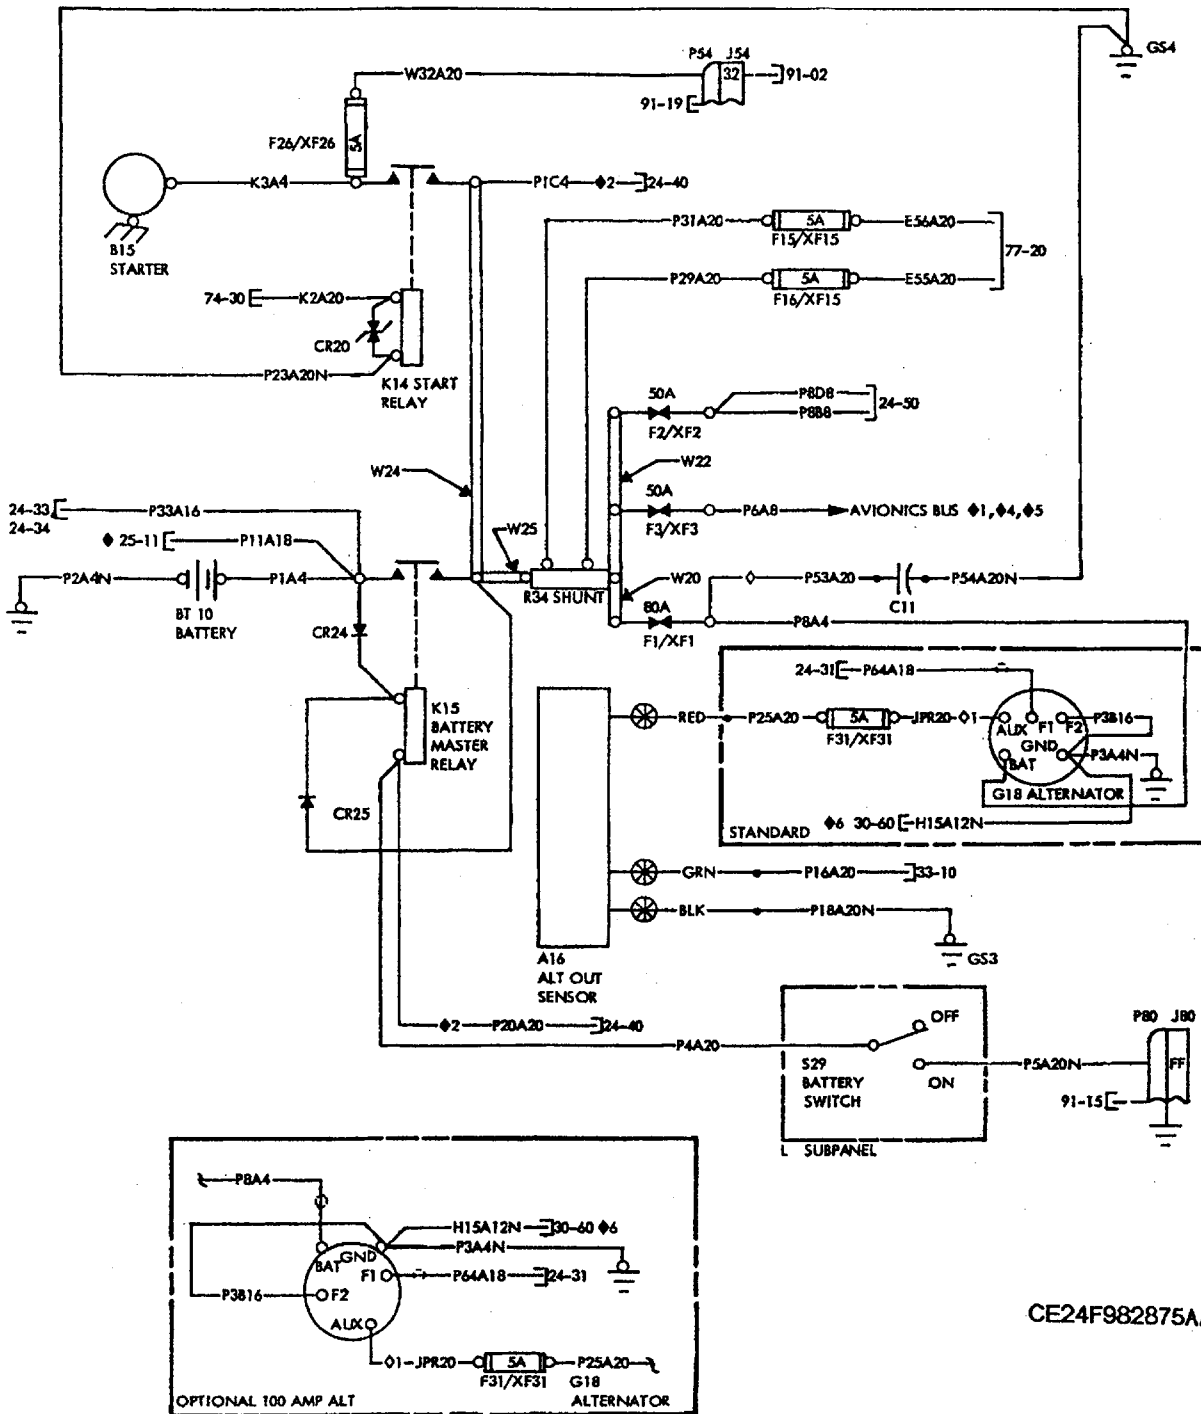 GS4
P54 J54
W32A20
32
91-02
91-19
F26/XF26
5A
K3A4
P1C4
♦2
24-40
P31A20
5A
E56A20
F15/XF15
77-20
B15
STARTER
P29A20
5A
E55A20
F16/XF15
74-30
K2A20
CR20
P23A20N
K14 START
RELAY
50A
P8D8
P8B8
24-50
F2/XF2
W24
W22
50A
24-33
24-34
P33A16
P6A8
AVIONICS BUS ♦1,♦4,♦5
F3/XF3
W25
♦ 25-11
P11A18
P2A4N
P1A4
P53A20
P54A20N
R34 SHUNT
W20
C11
BT 10
BATTERY
80A
P8A4
CR24
F1/XF1
24-31
P64A18
K15
BATTERY
MASTER
RELAY
RED
P25A20
5A
JPR20
◊1
F31/XF31
AUX
F1
F2
P3B16
GND
P3A4N
BAT
G18 ALTERNATOR
CR25
STANDARD
♦6 30-60
H15A12N
GRN
P16A20
33-10
BLK
P18A20N
GS3
A16
ALT OUT
SENSOR
♦2
P20A20
24-40
OFF
P80 J80
P4A20
S29
BATTERY
SWITCH
ON
P5A20N
FF
91-15
L SUBPANEL
P8A4
H15A12N
30-60 ♦6
GND
P3A4N
BAT
F1
P64A18
24-31
P3B16
F2
AUX
◊1
JPR20
5A
P25A20
F31/XF31
G18
ALTERNATOR
OPTIONAL 100 AMP ALT
CE24F982875A